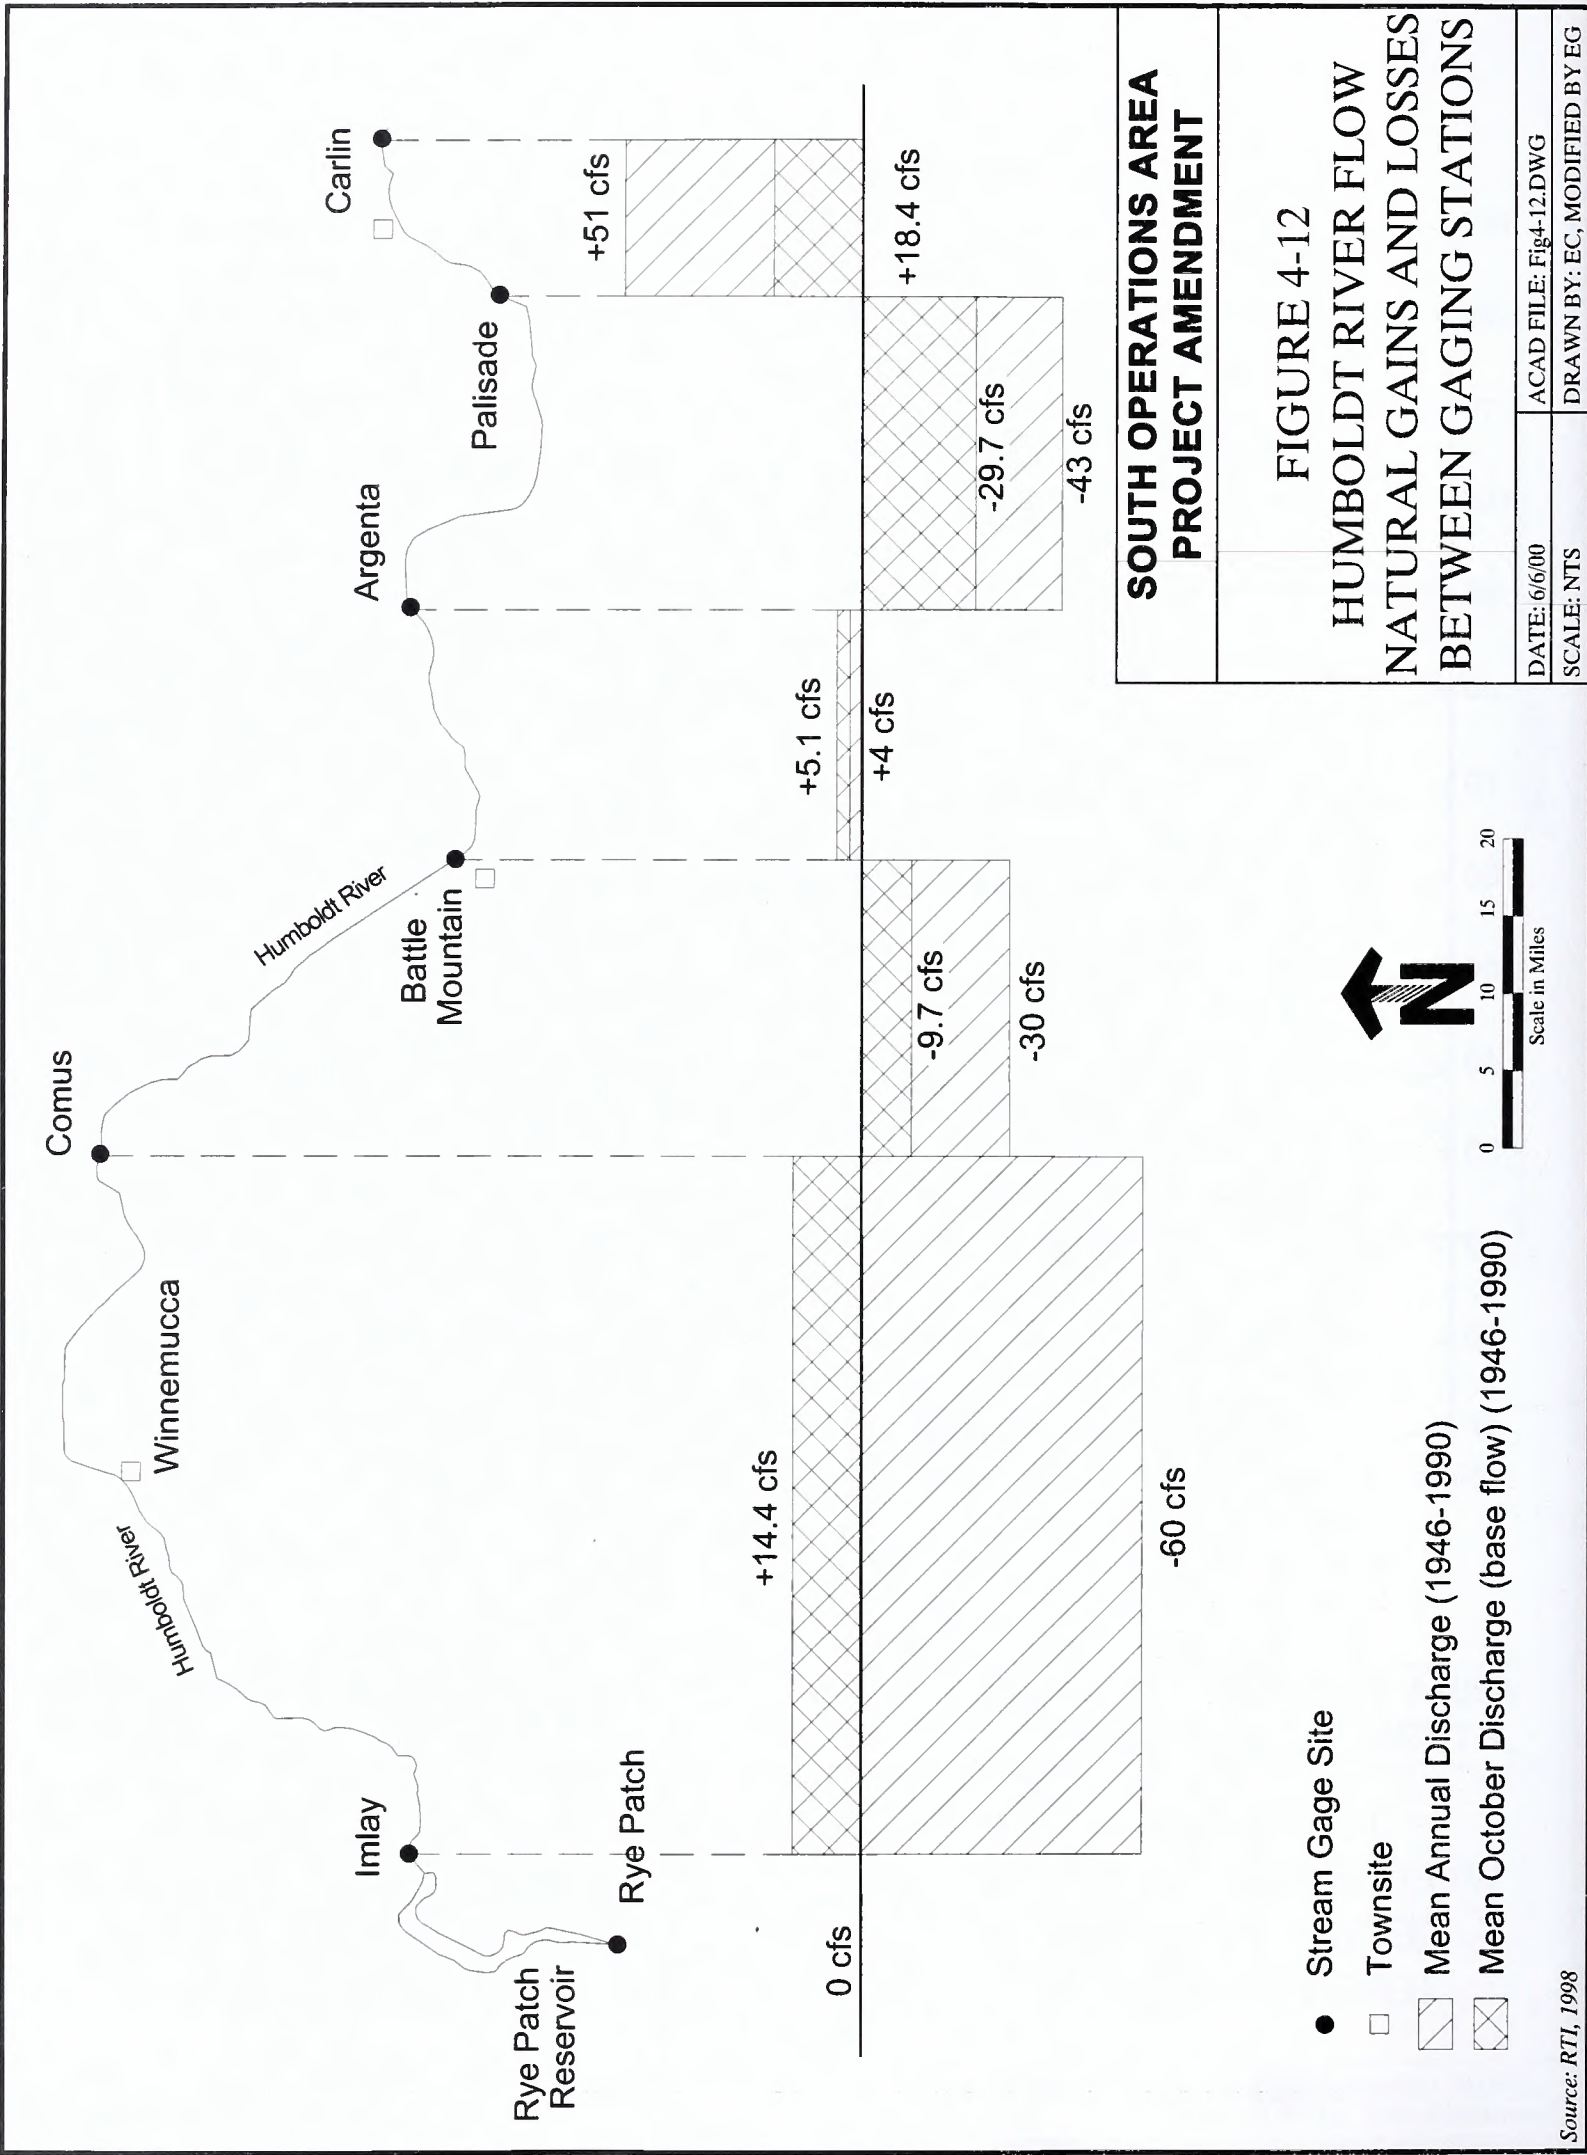 Comus
Winnemucca
Humboldt River
Humboldt River
Imlay
Rye Patch
Reservoir
Rye Patch
Battle
Mountain
Argenta
Palisade
Carlin
0 cfs
+14.4 cfs
-60 cfs
-9.7 cfs
-30 cfs
+5.1 cfs
+4 cfs
-29.7 cfs
-43 cfs
+51 cfs
+18.4 cfs
Stream Gage Site
Townsite
Mean Annual Discharge (1946-1990)
Mean October Discharge (base flow) (1946-1990)
N
0 5 10 15 20
Scale in Miles
SOUTH OPERATIONS AREA
PROJECT AMENDMENT
FIGURE 4-12
HUMBOLDT RIVER FLOW
NATURAL GAINS AND LOSSES
BETWEEN GAGING STATIONS
DATE: 6/6/00
ACAD FILE: Fig4-12.DWG
SCALE: NTS
DRAWN BY: EC, MODIFIED BY EG
Source: RTI, 1998